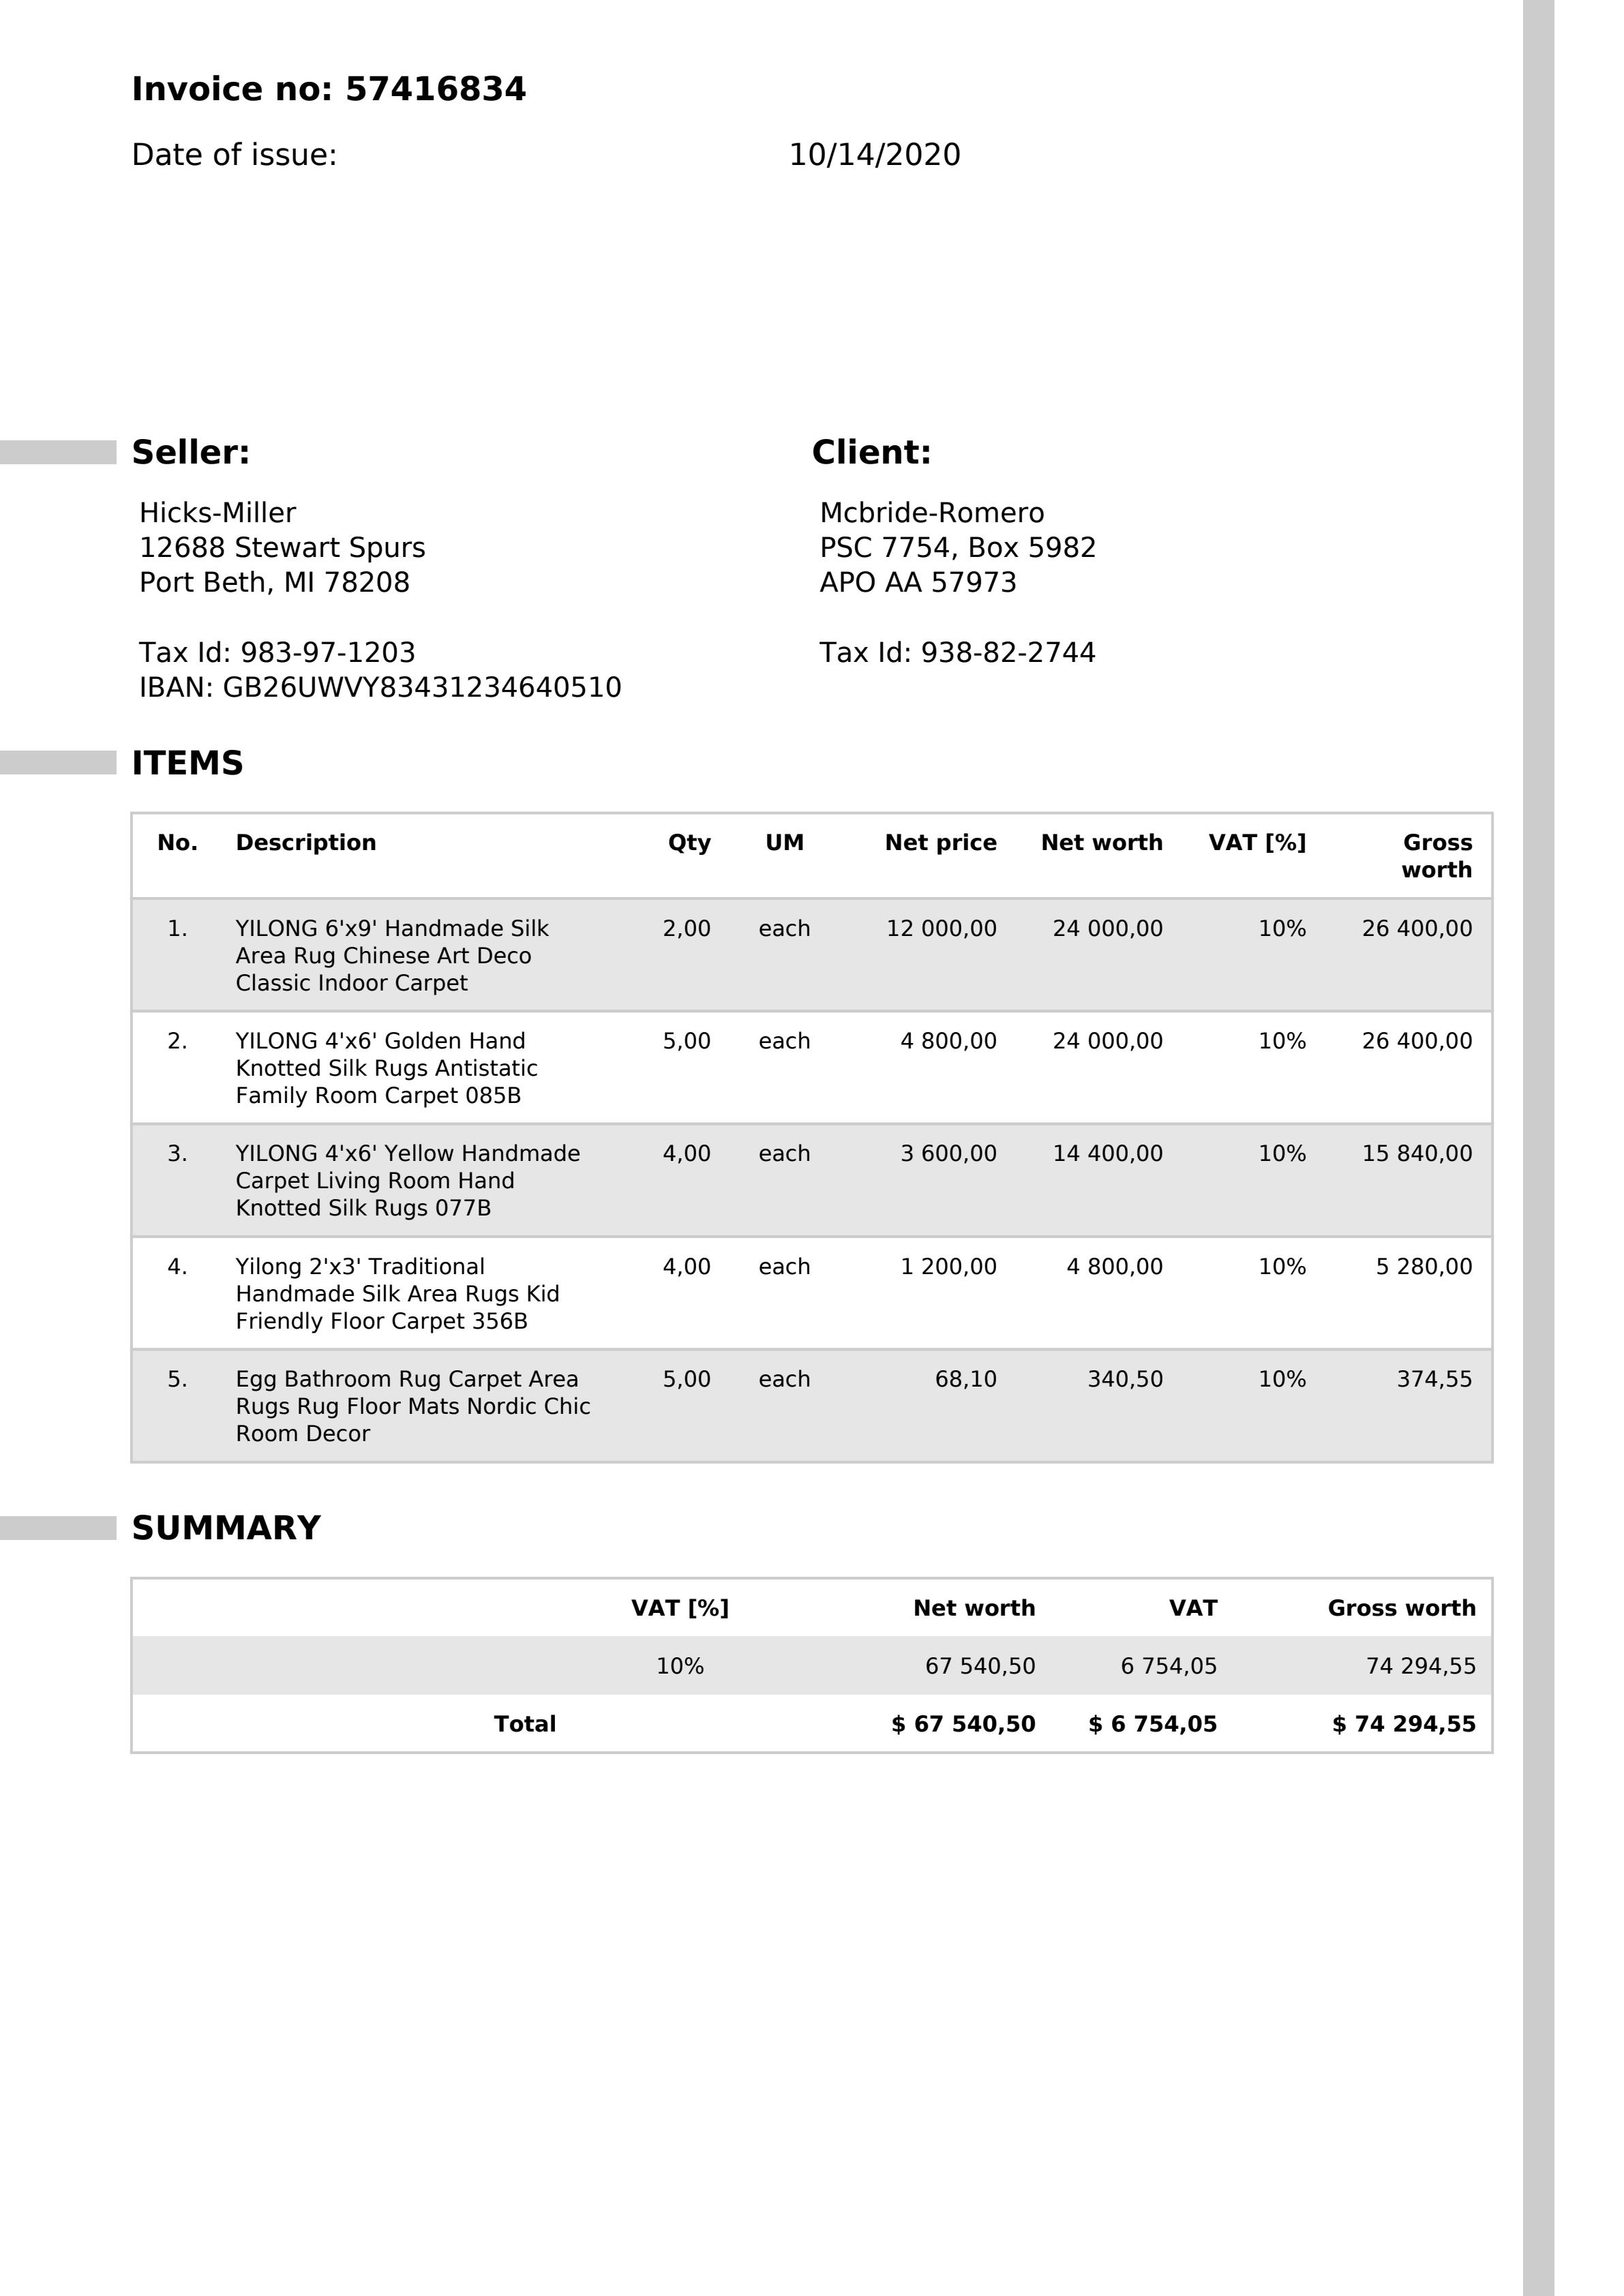 Invoice no: 57416834
Date of issue: 10/14/2020
Seller:
Hicks-Miller
12688 Stewart Spurs
Port Beth, MI 78208
Tax Id: 983-97-1203
IBAN: GB26UWVY83431234640510
Client:
Mcbride-Romero
PSC 7754, Box 5982
APO AA 57973
Tax Id: 938-82-2744
ITEMS
No. Description Qty UM Net price Net worth VAT [%] Gross
worth
1. YILONG 6'x9' Handmade Silk 2,00 each 12 000,00 24 000,00 10% 26 400,00
Area Rug Chinese Art Deco
Classic Indoor Carpet
2. YILONG 4'x6' Golden Hand 5,00 each 4 800,00 24 000,00 10% 26 400,00
Knotted Silk Rugs Antistatic
Family Room Carpet 085B
3. YILONG 4'x6' Yellow Handmade 4,00 each 3 600,00 14 400,00 10% 15 840,00
Carpet Living Room Hand
Knotted Silk Rugs 077B
4. Yilong 2'x3' Traditional 4,00 each 1 200,00 4 800,00 10% 5 280,00
Handmade Silk Area Rugs Kid
Friendly Floor Carpet 356B
5. Egg Bathroom Rug Carpet Area 5,00 each 68,10 340,50 10% 374,55
Rugs Rug Floor Mats Nordic Chic
Room Decor
SUMMARY
VAT [%] Net worth VAT Gross worth
10% 67 540,50 6 754,05 74 294,55
Total $ 67 540,50 $ 6 754,05 $ 74 294,55